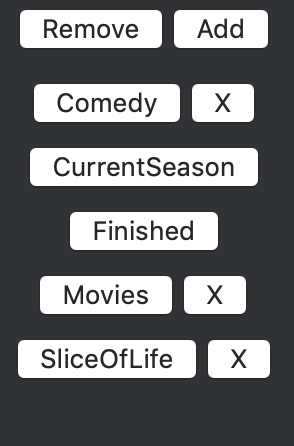 Remove Add
Comedy X
CurrentSeason
Finished
Movies X
SliceOfLife X